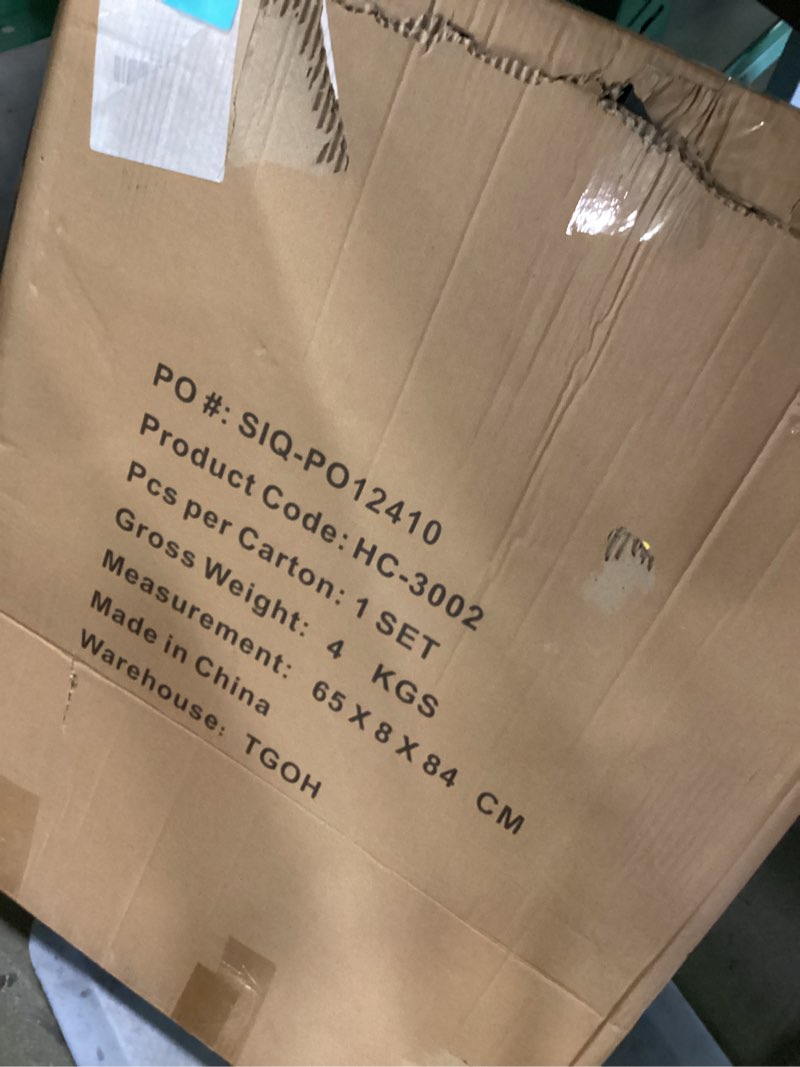 PO #: SIQ-PO12410
Product Code: HC-3002
Pcs per Carton: 1 SET
Gross Weight: 4 KGS
Measurement: 65 X 8 X 84 CM
Made in China
Warehouse: TGOH